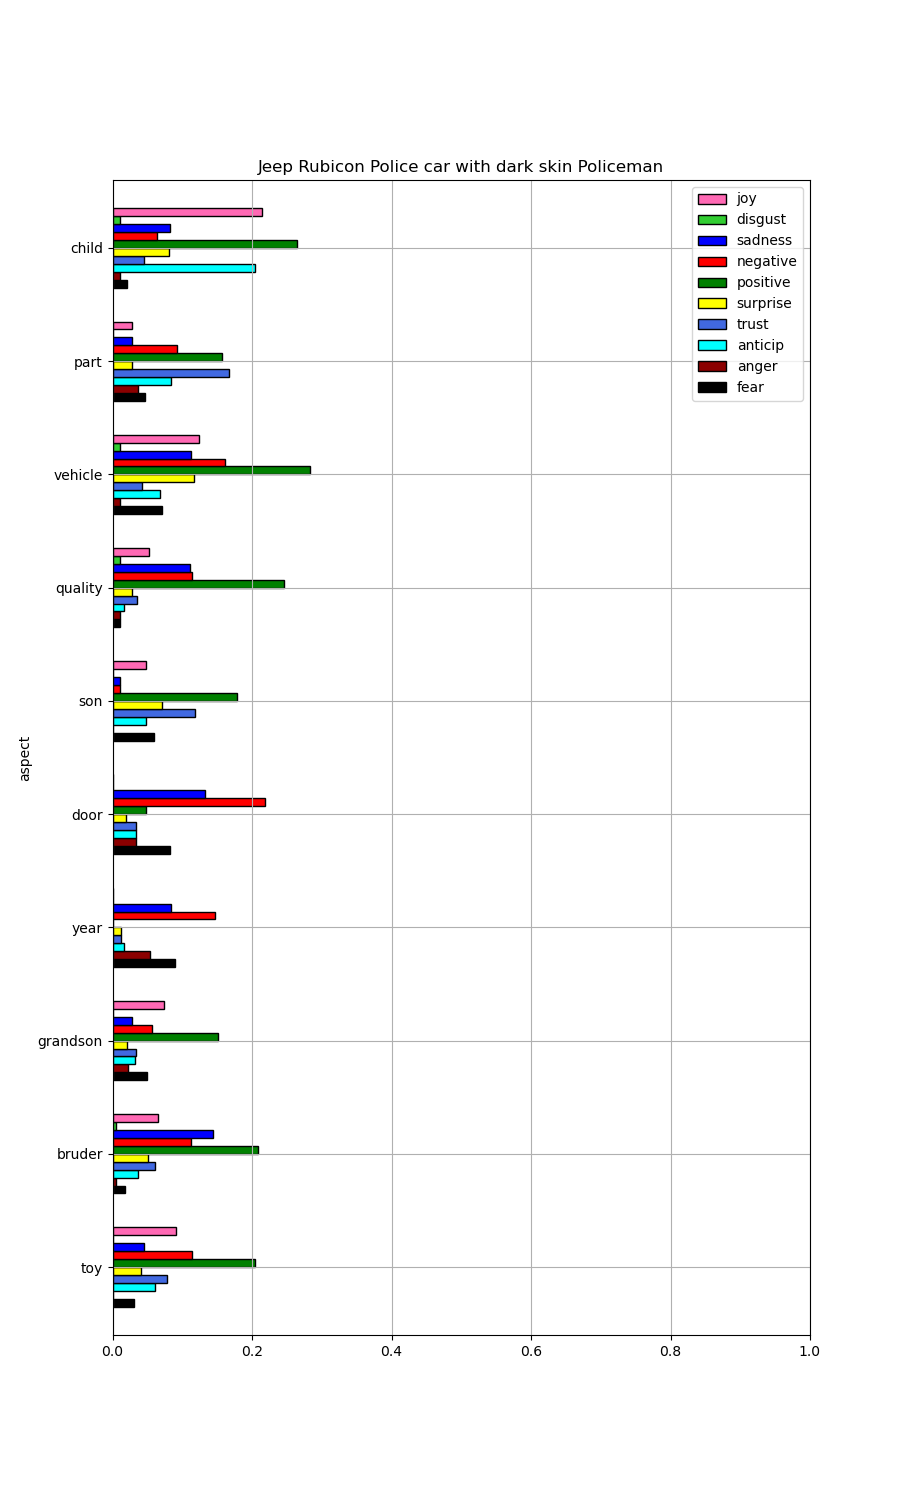 Jeep Rubicon Police car with dark skin Policeman
joy
disgust
sadness
negative
positive
surprise
trust
anticip
anger
fear
child
part
vehicle
quality
son
door
year
grandson
bruder
toy
aspect
0.0 0.2 0.4 0.6 0.8 1.0